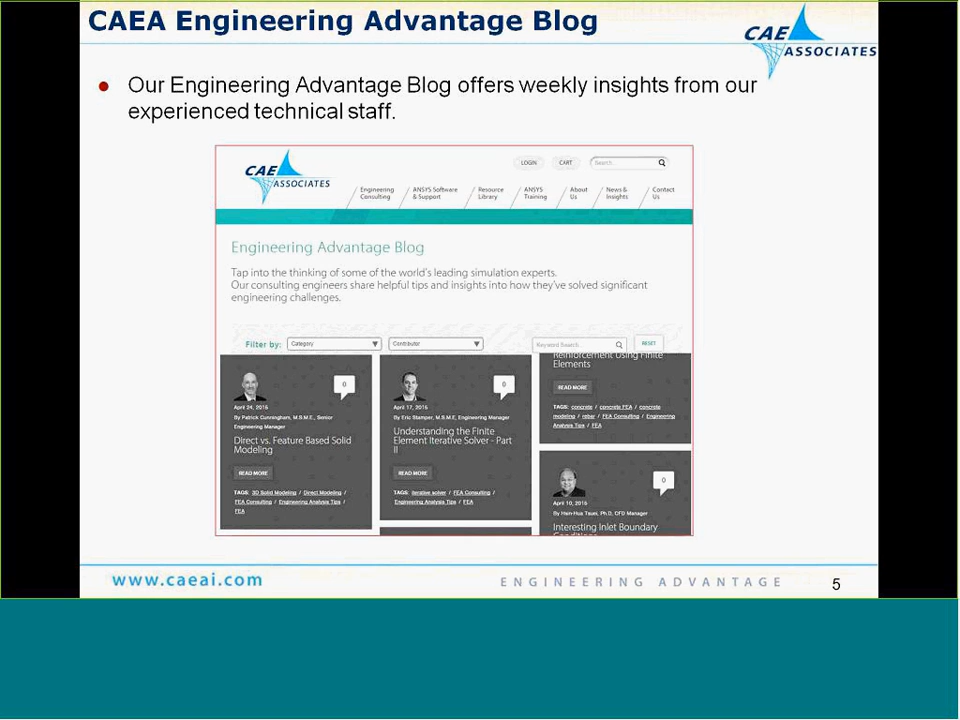 CAEA Engineering Advantage Blog
CAE
ASSOCIATES
● Our Engineering Advantage Blog offers weekly insights from our
experienced technical staff.
CAE
ASSOCIATES
LOGIN
CART
Search
Engineering
Consulting
ANSYS Software
& Support
Resource
Library
ANSYS
Training
About
Us
News &
Insights
Contact
Us
Engineering Advantage Blog
Tap into the thinking of some of the world's leading simulation experts.
Our consulting engineers share helpful tips and insights into how they've solved significant
engineering challenges.
Filter by:
Category
Contributor
Keyword Search
RESET
0
April 24, 2015
By Patrick Cunningham, M.S.M.E., Senior
Engineering Manager
Direct vs. Feature Based Solid
Modeling
READ MORE
TAGS: 3D Solid Modeling / Direct Modeling /
FEA Consulting / Engineering Analysis Tips /
FEA
0
April 17, 2015
By Eric Stamper, M.S.M.E, Engineering Manager
Understanding the Finite
Element Iterative Solver - Part
II
READ MORE
TAGS: iterative solver / FEA Consulting /
Engineering Analysis Tips / FEA
Reinforcement Using Finite
Elements
READ MORE
TAGS: concrete / concrete FEA / concrete
modeling / rebar / FEA Consulting / Engineering
Analysis Tips / FEA
0
April 10, 2015
By Hsin-Hua Tsuei, Ph.D, CFD Manager
Interesting Inlet Boundary
Conditions
www.caeai.com
ENGINEERING ADVANTAGE
5